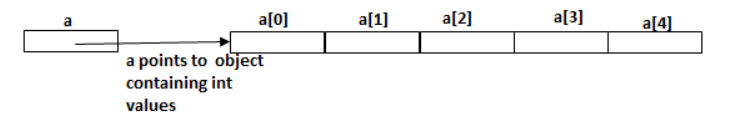 a a[0] a[1] a[2] a[3] a[4]
a points to object
containing int
values